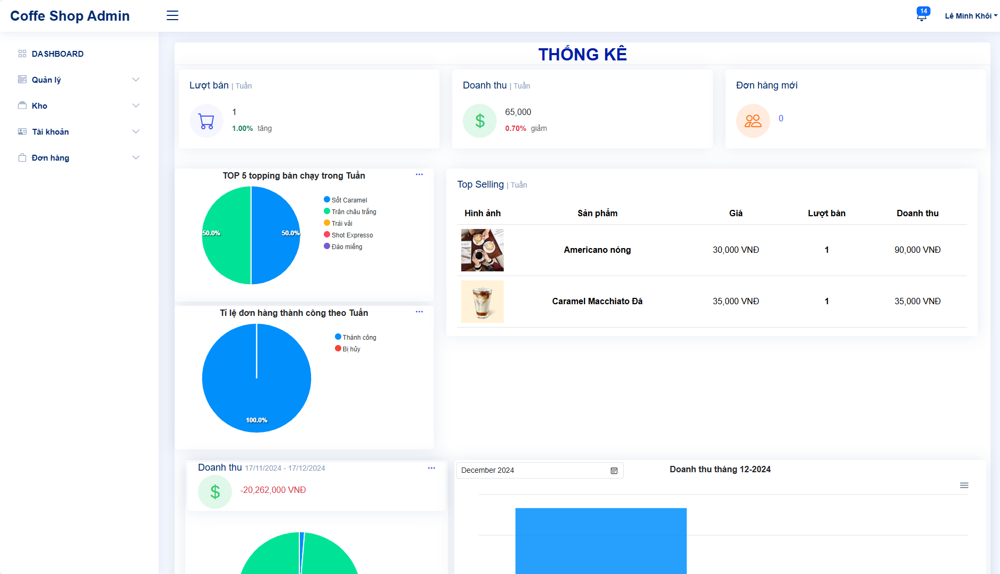 Coffe Shop Admin
14
Lê Minh Khôi
DASHBOARD
Quản lý
Kho
Tài khoản
Đơn hàng
THỐNG KÊ
Lượt bán | Tuần
1
1.00% tăng
Doanh thu | Tuần
65,000
0.70% giảm
Đơn hàng mới
0
TOP 5 topping bán chạy trong Tuần
50.0%
50.0%
Sốt Caramel
Trân châu trắng
Trái vải
Shot Expresso
Đào miếng
Top Selling | Tuần
Hình ảnh Sản phẩm Giá Lượt bán Doanh thu
Americano nóng 30,000 VNĐ 1 90,000 VNĐ
Caramel Macchiato Đá 35,000 VNĐ 1 35,000 VNĐ
Tỉ lệ đơn hàng thành công theo Tuần
Thành công
Bị hủy
100.0%
Doanh thu 17/11/2024 - 17/12/2024
-20,262,000 VNĐ
December 2024
Doanh thu tháng 12-2024